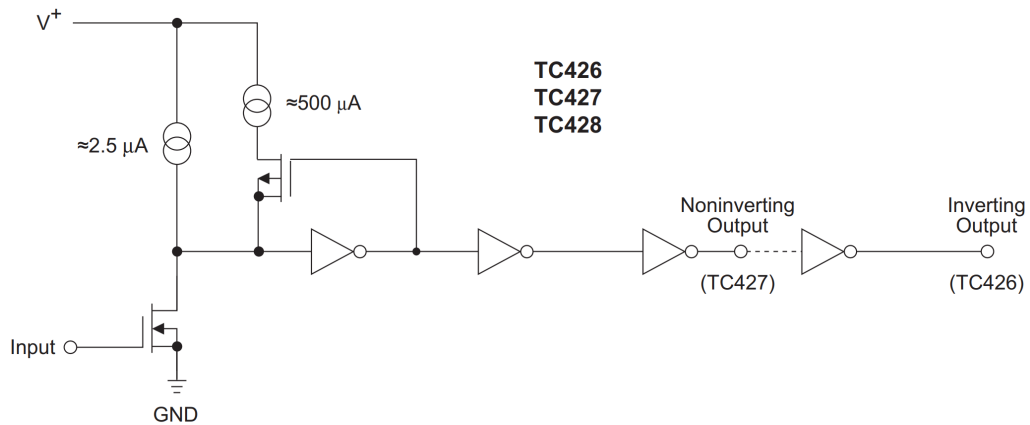 V+
≈500 μA
≈2.5 μA
TC426
TC427
TC428
Noninverting
Output
(TC427)
Inverting
Output
(TC426)
Input
GND